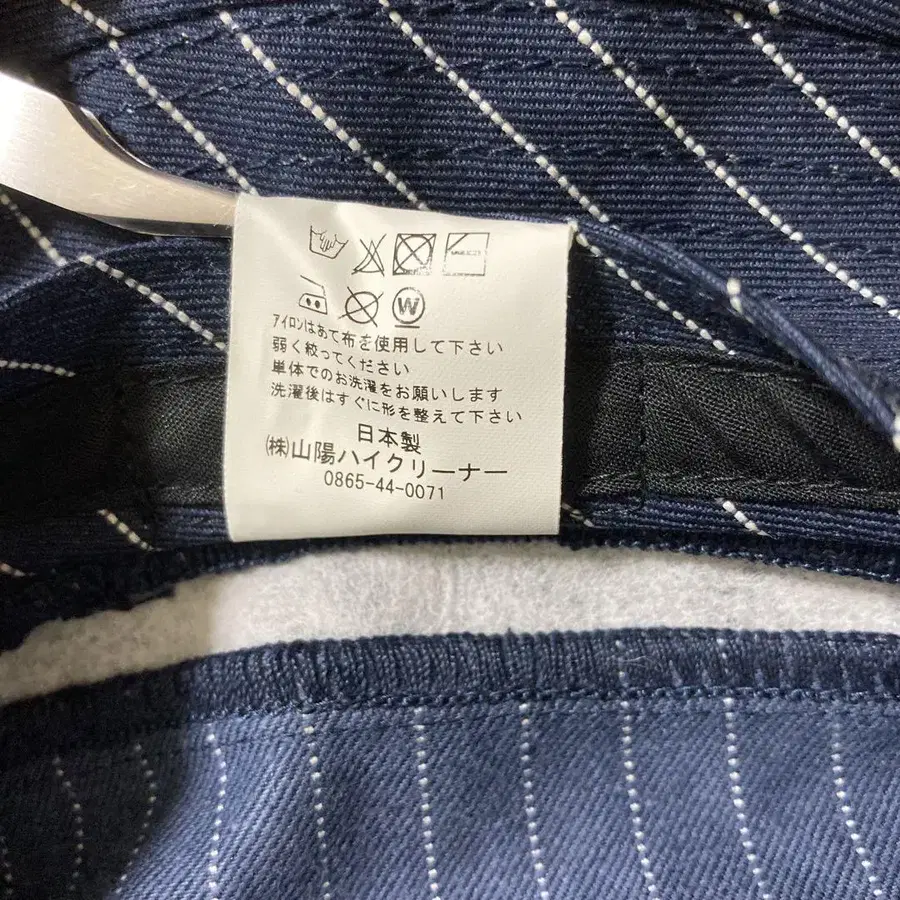 W
アイロンはあて布を使用して下さい
弱く絞ってください
単体でのお洗濯をお願いします
洗濯後はすぐに形を整えて下さい
日本製
㈱山陽ハイクリーナー
0865-44-0071